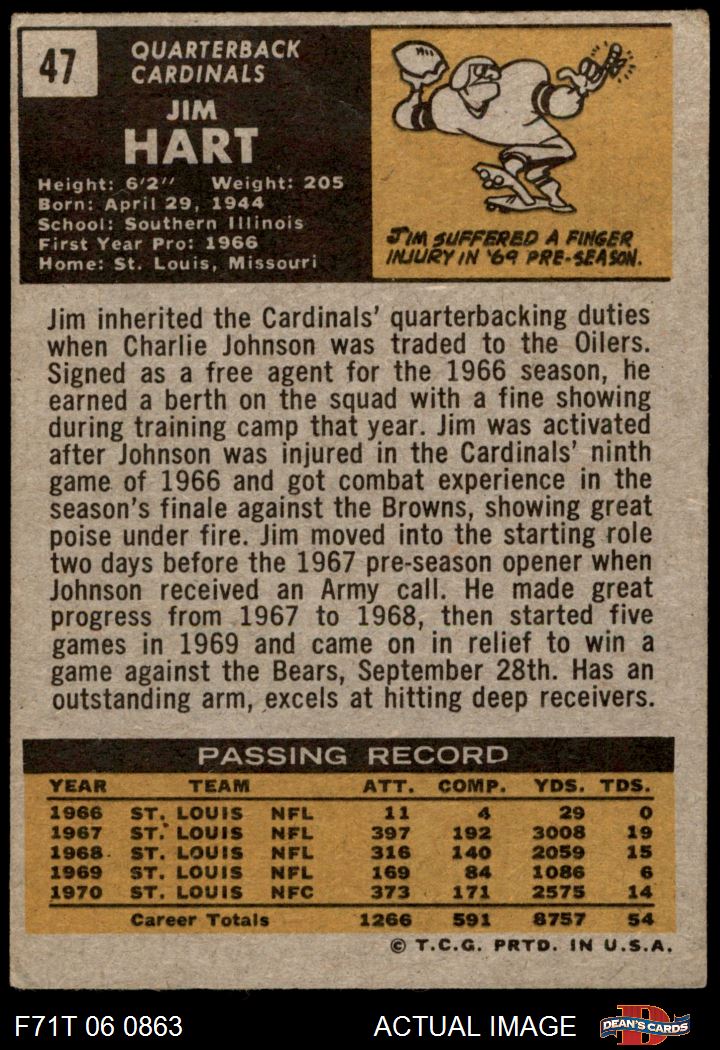 47
QUARTERBACK
CARDINALS
JIM
HART
Height: 6'2" Weight: 205
Born: April 29, 1944
School: Southern Illinois
First Year Pro: 1966
Home: St. Louis, Missouri
JIM SUFFERED A FINGER
INJURY IN '69 PRE-SEASON.
Jim inherited the Cardinals' quarterbacking duties
when Charlie Johnson was traded to the Oilers.
Signed as a free agent for the 1966 season, he
earned a berth on the squad with a fine showing
during training camp that year. Jim was activated
after Johnson was injured in the Cardinals' ninth
game of 1966 and got combat experience in the
season's finale against the Browns, showing great
poise under fire. Jim moved into the starting role
two days before the 1967 pre-season opener when
Johnson received an Army call. He made great
progress from 1967 to 1968, then started five
games in 1969 and came on in relief to win a
game against the Bears, September 28th. Has an
outstanding arm, excels at hitting deep receivers.
PASSING RECORD
YEAR TEAM ATT. COMP. YDS. TDS.
1966 ST. LOUIS NFL 11 4 29 0
1967 ST. LOUIS NFL 397 192 3008 19
1968 ST. LOUIS NFL 316 140 2059 15
1969 ST. LOUIS NFL 169 84 1086 6
1970 ST. LOUIS NFC 373 171 2575 14
Career Totals 1266 591 8757 54
© T.C.G. PRTD. IN U.S.A.
F71T 06 0863 ACTUAL IMAGE
D
DEAN'S CARDS